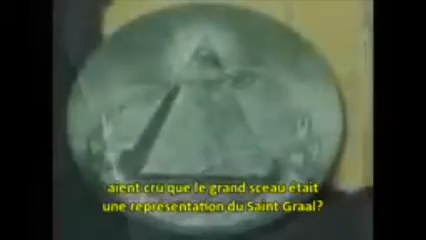 aient cru que le grand sceau était
une représentation du Saint Graal?